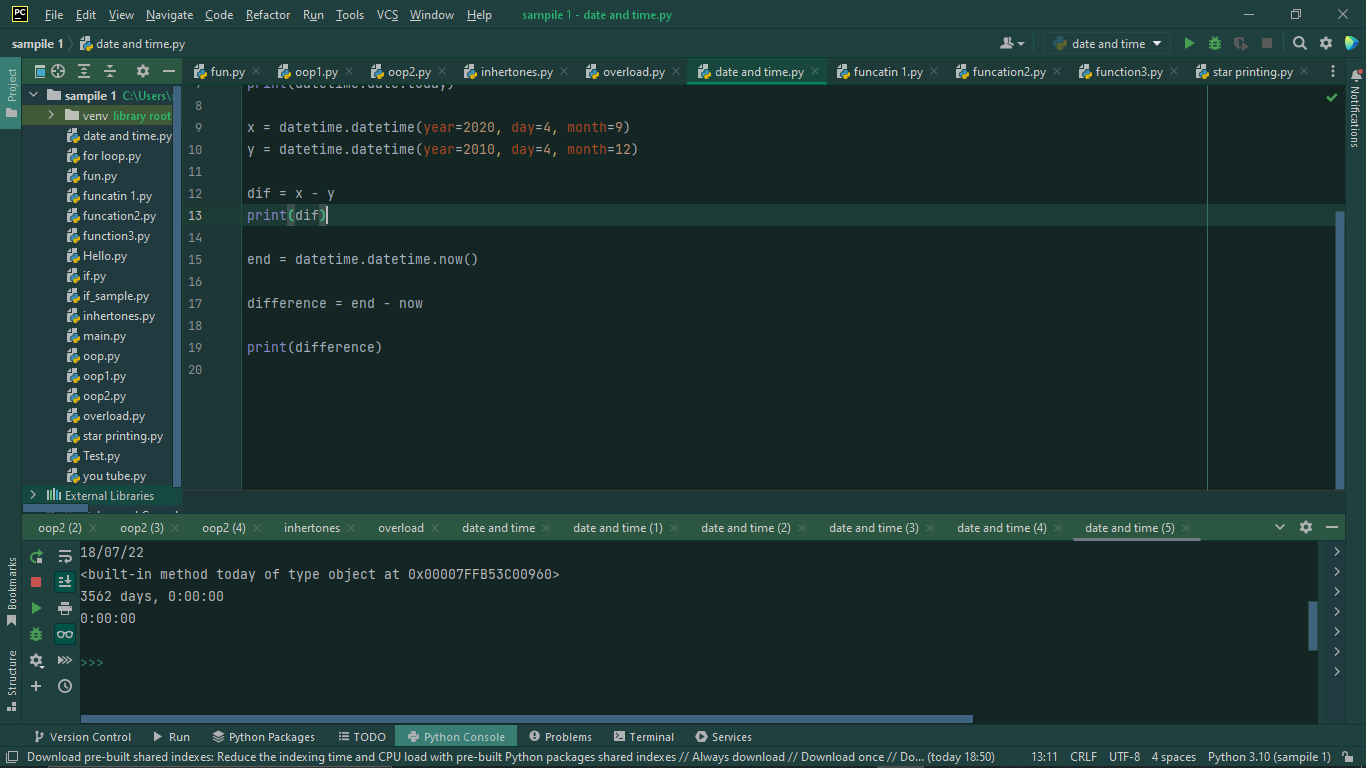 PC File Edit View Navigate Code Refactor Run Tools VCS Window Help sampile 1 - date and time.py
sampile 1 date and time.py date and time
Project
fun.py oop1.py oop2.py inhertones.py overload.py date and time.py funcatin 1.py funcation2.py function3.py star printing.py
Notifications
sampile 1 C:\Users\
venv library root
date and time.py
for loop.py
fun.py
funcatin 1.py
funcation2.py
function3.py
Hello.py
if.py
if_sample.py
inhertones.py
main.py
oop.py
oop1.py
oop2.py
overload.py
star printing.py
Test.py
you tube.py
External Libraries
7 print(datetime.date.today)
8
9 x = datetime.datetime(year=2020, day=4, month=9)
10 y = datetime.datetime(year=2010, day=4, month=12)
11
12 dif = x - y
13 print(dif)
14
15 end = datetime.datetime.now()
16
17 difference = end - now
18
19 print(difference)
20
oop2 (2) oop2 (3) oop2 (4) inhertones overload date and time date and time (1) date and time (2) date and time (3) date and time (4) date and time (5)
18/07/22
<built-in method today of type object at 0x00007FFB53C00960>
3562 days, 0:00:00
0:00:00
>>>
Bookmarks
Structure
Version Control Run Python Packages TODO Python Console Problems Terminal Services
Download pre-built shared indexes: Reduce the indexing time and CPU load with pre-built Python packages shared indexes // Always download // Download once // Do... (today 18:50) 13:11 CRLF UTF-8 4 spaces Python 3.10 (sampile 1)